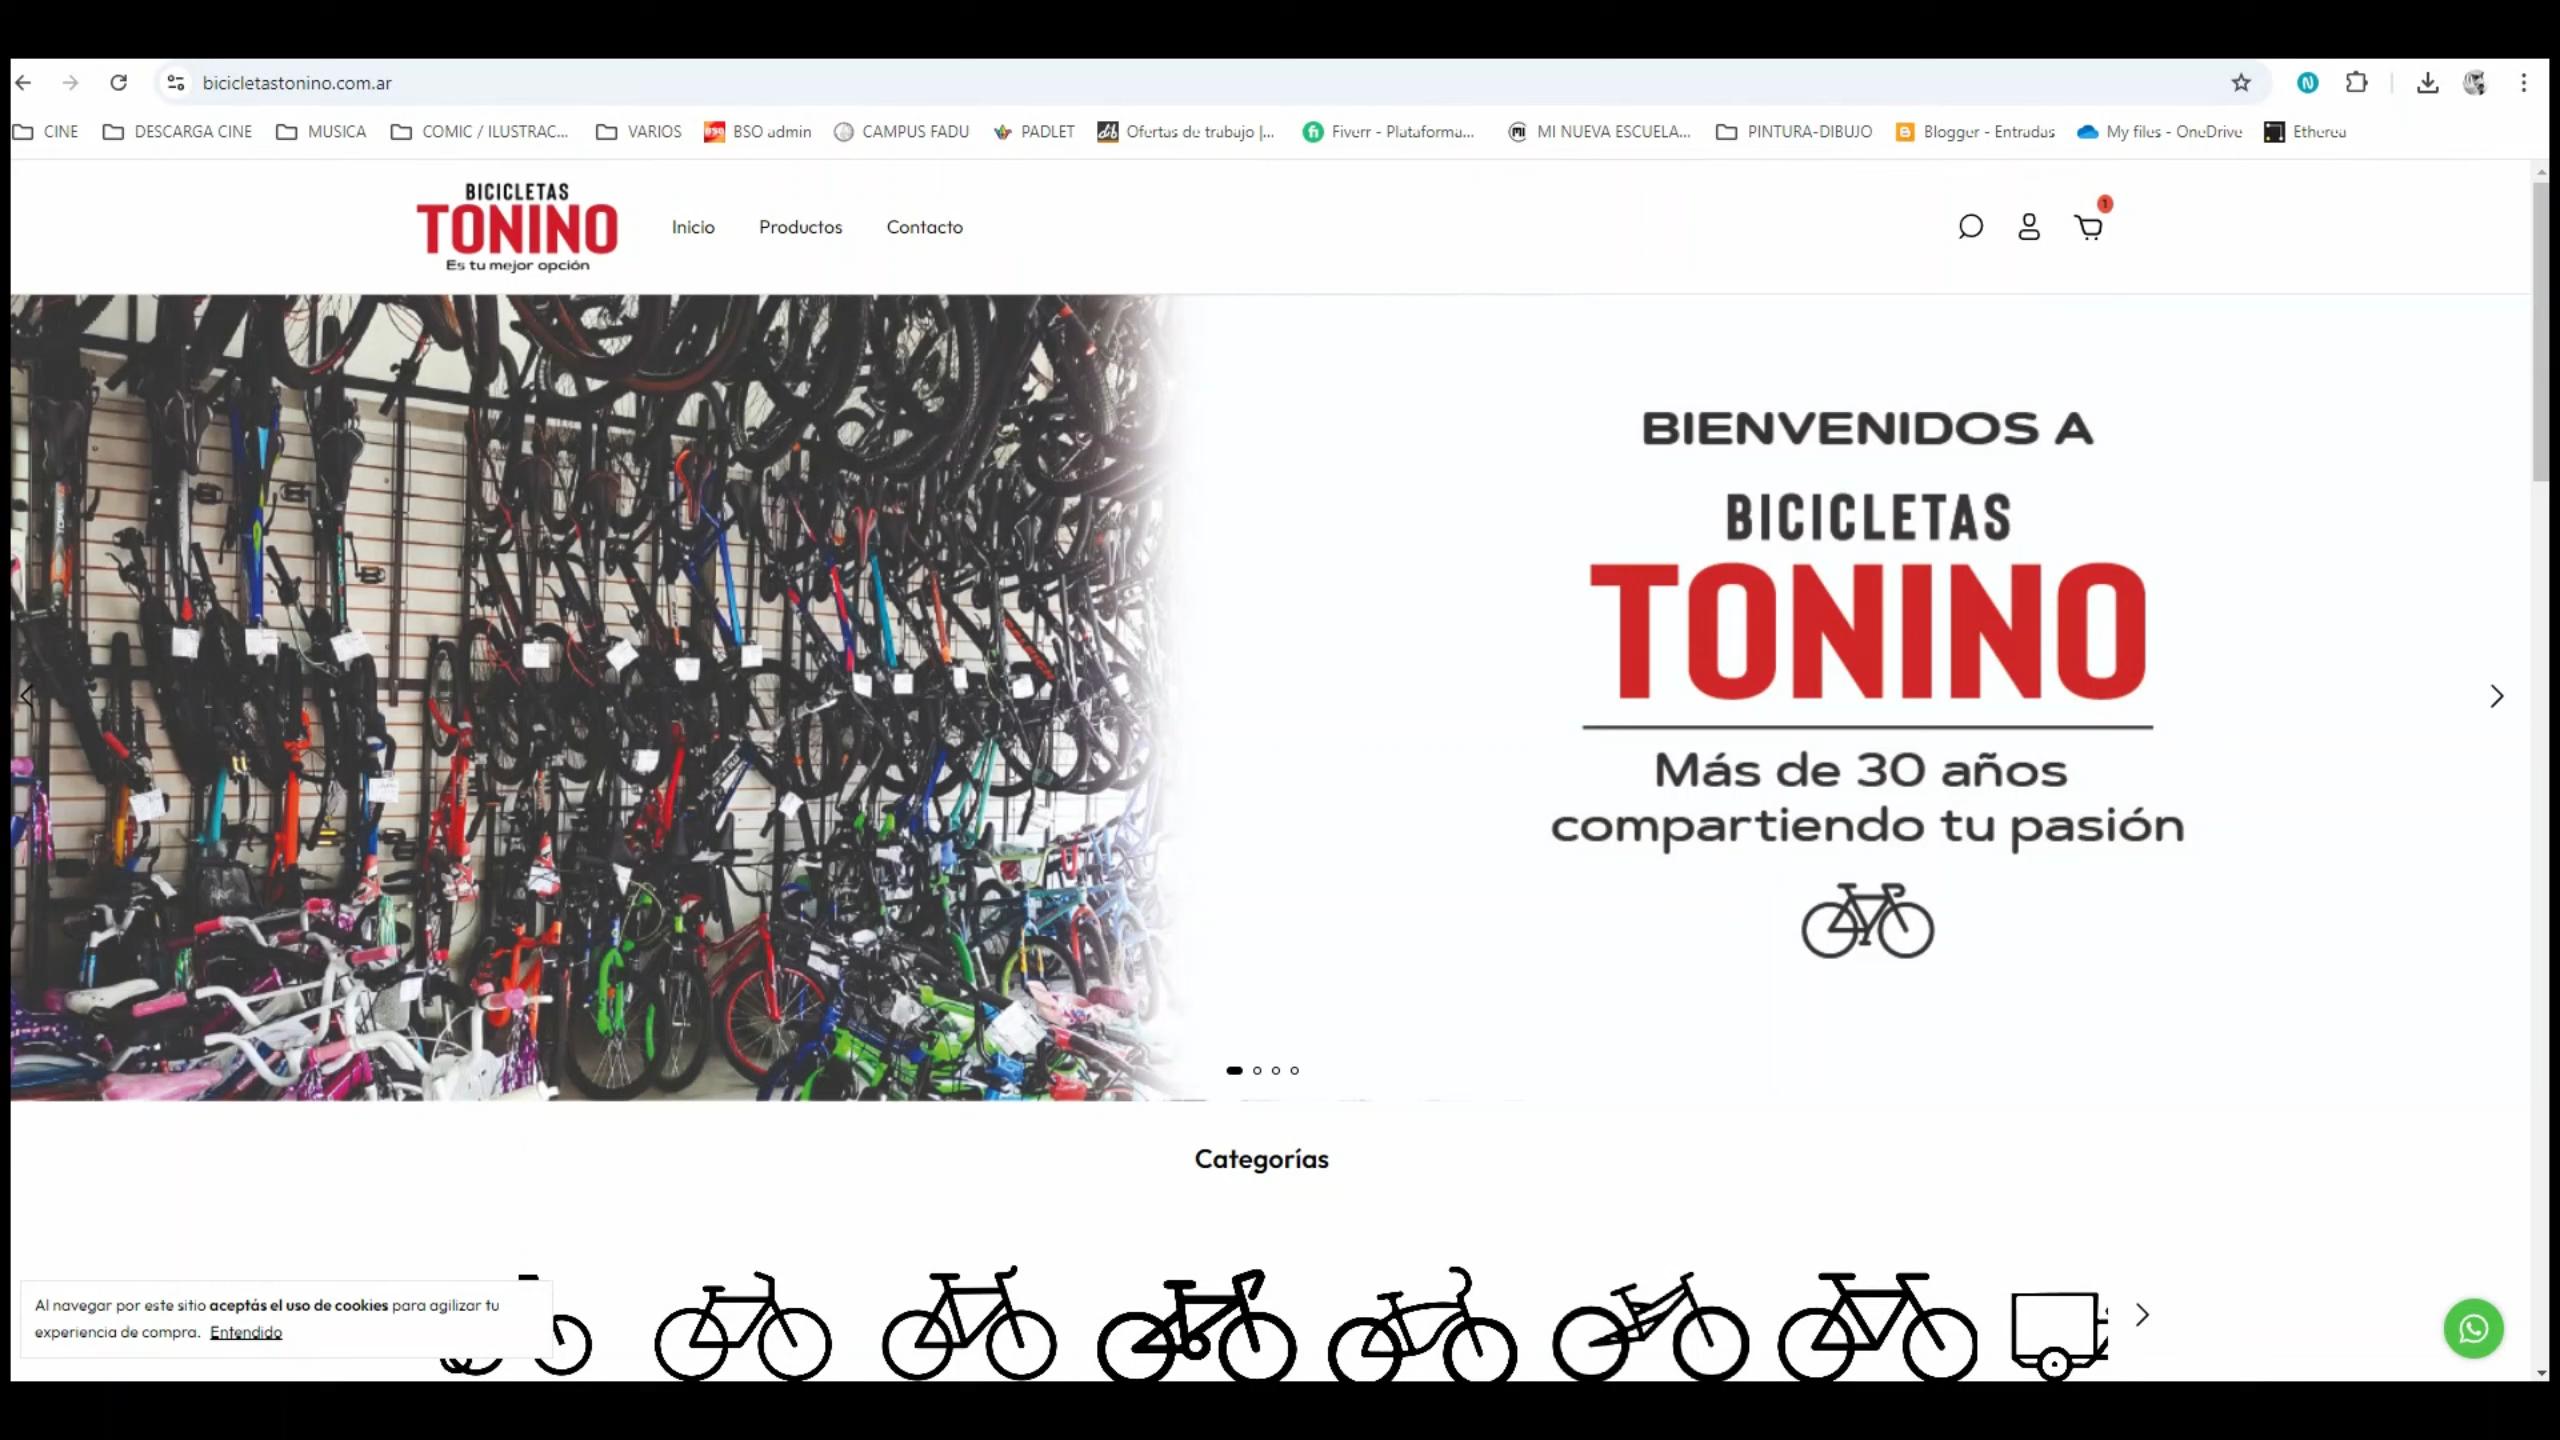 bicicletastonino.com.ar
CINE DESCARGA CINE MUSICA COMIC / ILUSTRAC... VARIOS BSO admin CAMPUS FADU PADLET Ofertas de trabajo |... Fiverr - Plataforma... MI NUEVA ESCUELA... PINTURA-DIBUJO Blogger - Entradas My files - OneDrive Etherea
BICICLETAS
TONINO
Es tu mejor opción
Inicio Productos Contacto
1
BIENVENIDOS A
BICICLETAS
TONINO
Más de 30 años
compartiendo tu pasión
Categorías
Al navegar por este sitio aceptás el uso de cookies para agilizar tu
experiencia de compra. Entendido